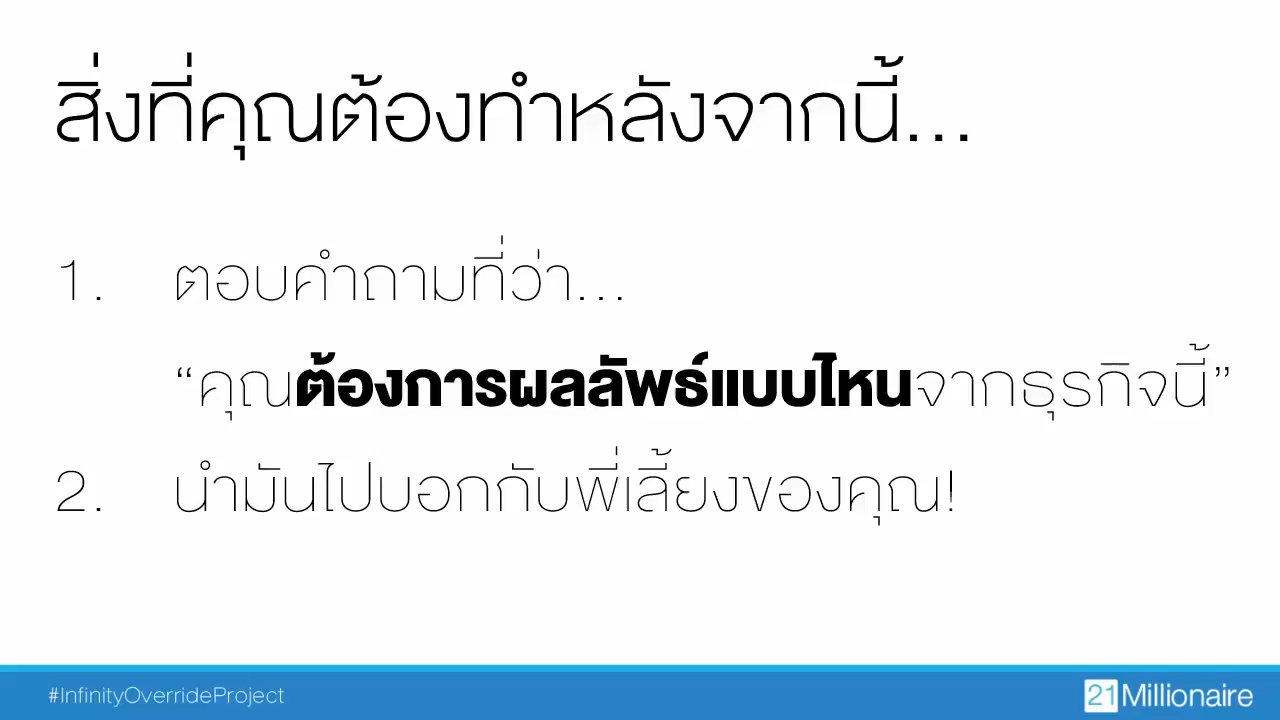 สิ่งที่คุณต้องทำหลังจากนี้...
1. ตอบคำถามที่ว่า...
“คุณต้องการผลลัพธ์แบบไหนจากธุรกิจนี้”
2. นำมันไปบอกกับพี่เลี้ยงของคุณ!
#InfinityOverrideProject
21Millionaire